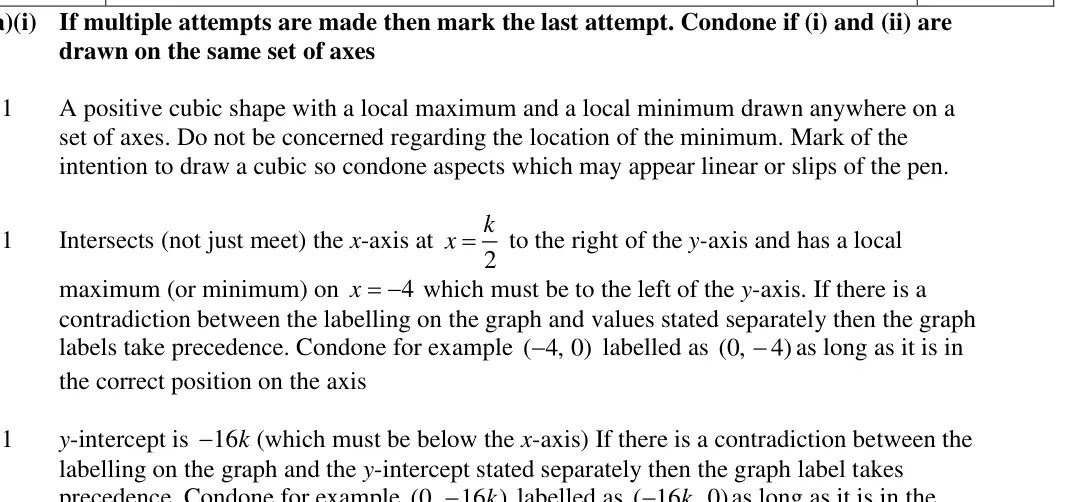 )(i) If multiple attempts are made then mark the last attempt. Condone if (i) and (ii) are
drawn on the same set of axes
1 A positive cubic shape with a local maximum and a local minimum drawn anywhere on a
set of axes. Do not be concerned regarding the location of the minimum. Mark of the
intention to draw a cubic so condone aspects which may appear linear or slips of the pen.
1 Intersects (not just meet) the x-axis at x = k/2 to the right of the y-axis and has a local
maximum (or minimum) on x = −4 which must be to the left of the y-axis. If there is a
contradiction between the labelling on the graph and values stated separately then the graph
labels take precedence. Condone for example (−4, 0) labelled as (0, −4) as long as it is in
the correct position on the axis
1 y-intercept is −16k (which must be below the x-axis) If there is a contradiction between the
labelling on the graph and the y-intercept stated separately then the graph label takes
precedence. Condone for example (0, −16k) labelled as (−16k, 0) as long as it is in the